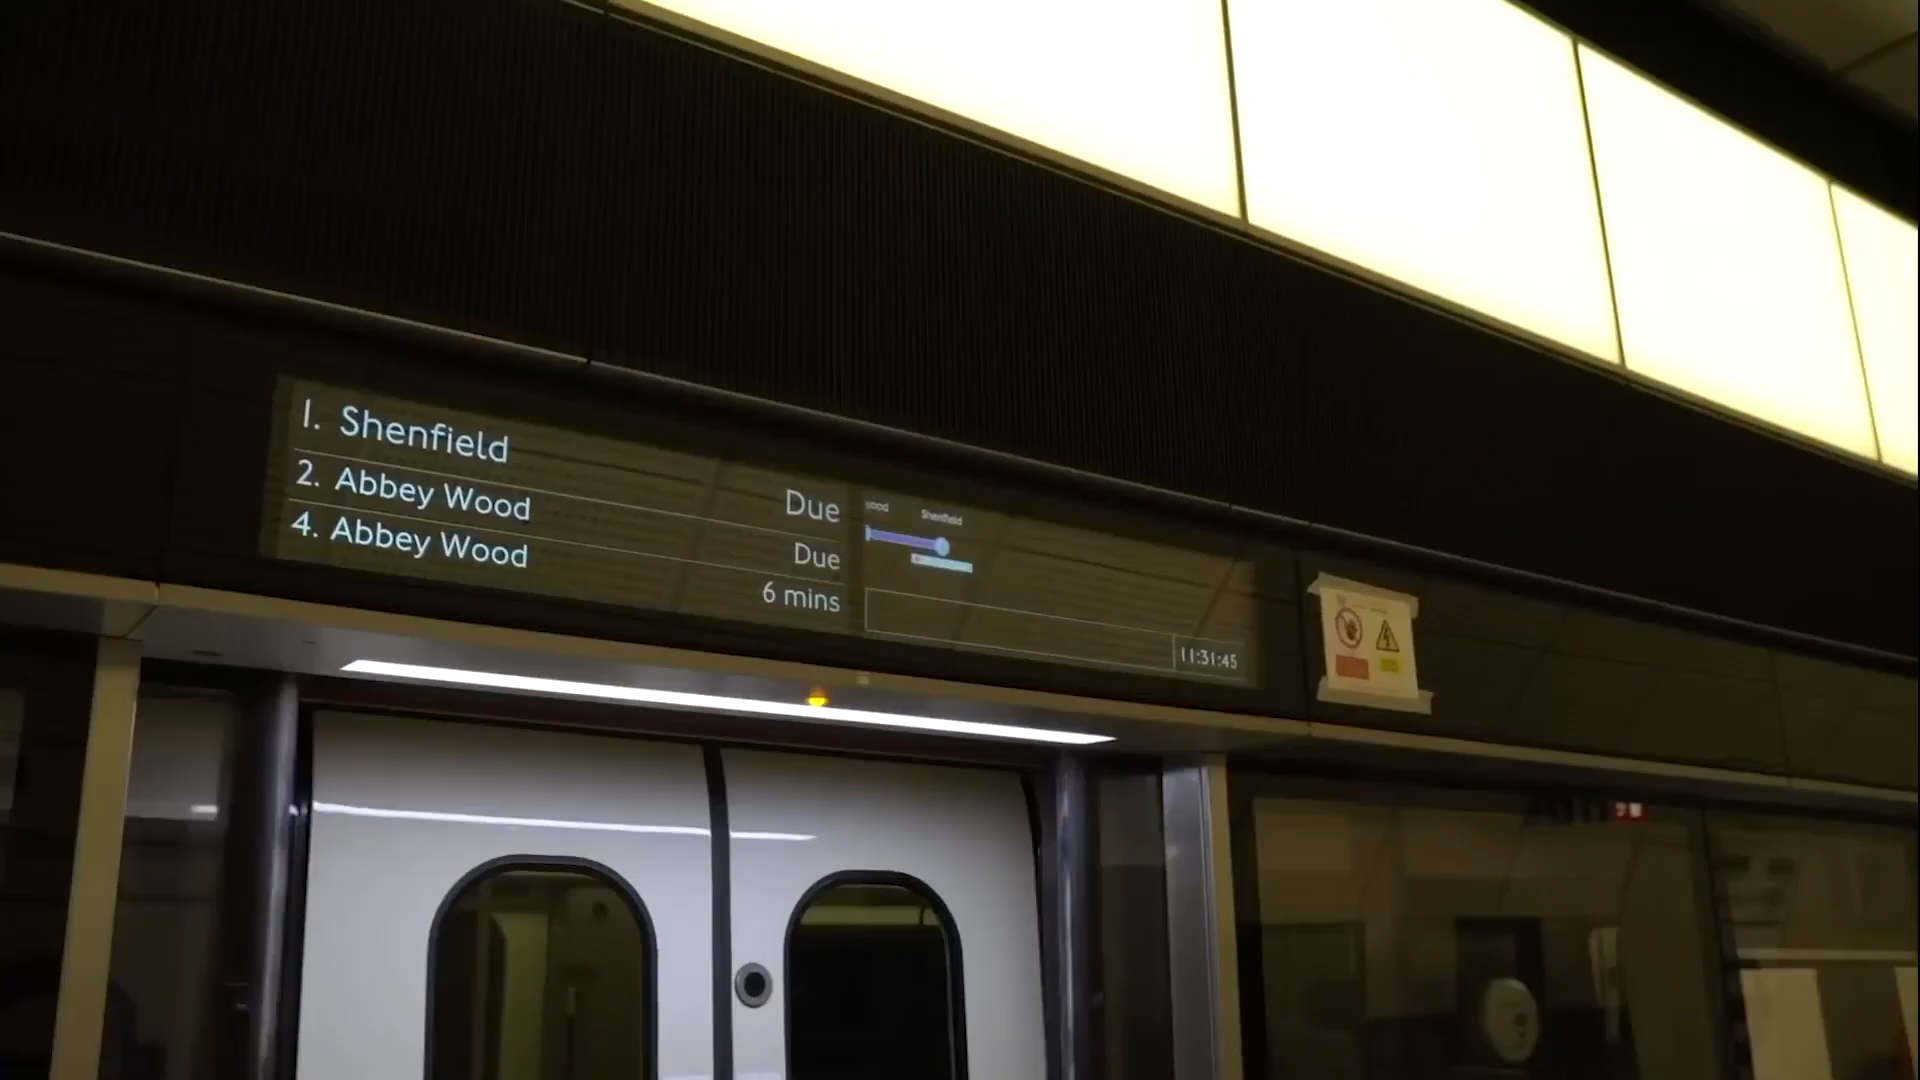 1. Shenfield Due
2. Abbey Wood Due
4. Abbey Wood 6 mins
Shenfield
11:31:45